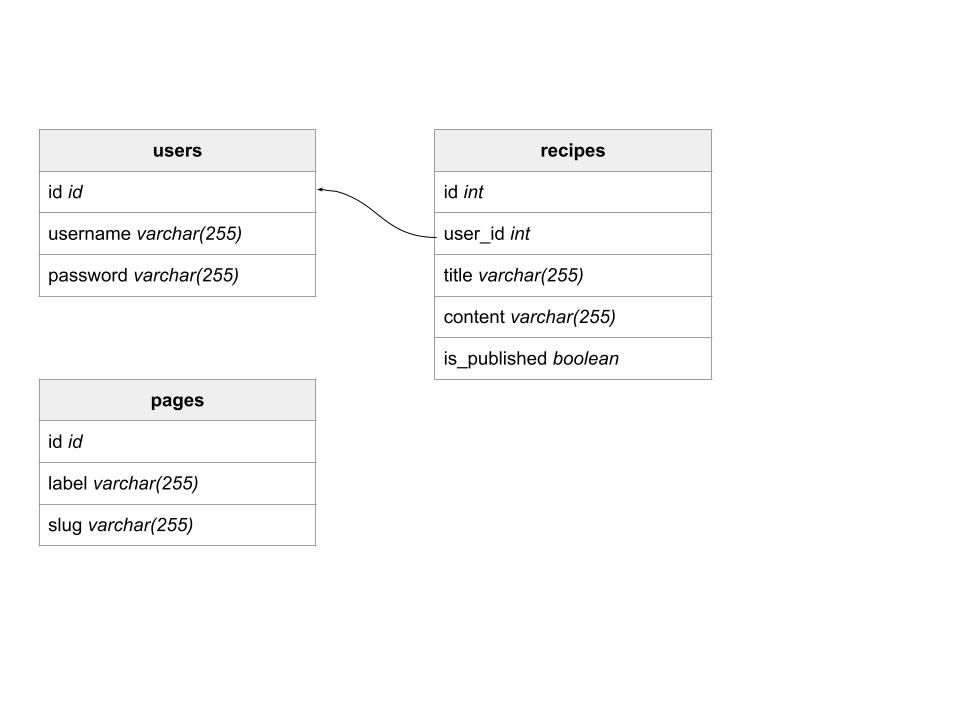 users
id id
username varchar(255)
password varchar(255)
recipes
id int
user_id int
title varchar(255)
content varchar(255)
is_published boolean
pages
id id
label varchar(255)
slug varchar(255)